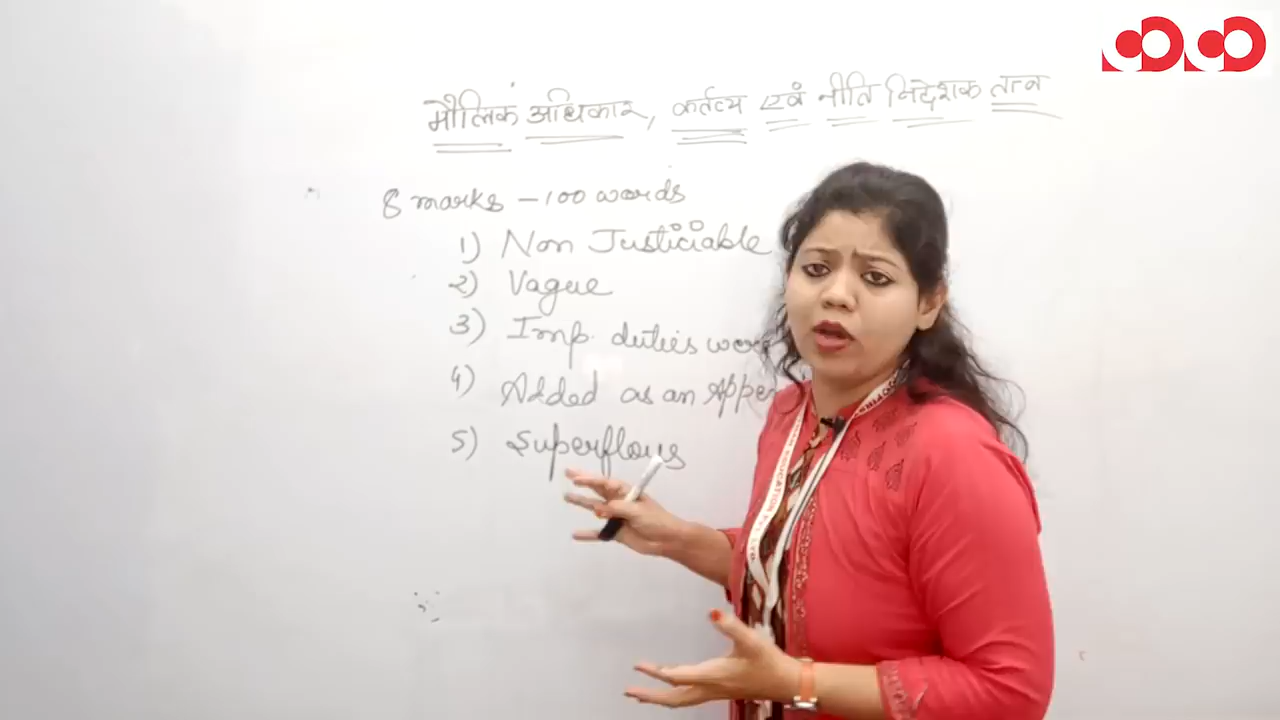 मौलिक अधिकार, कर्तव्य एवं नीति निदेशक तत्व
8 marks - 100 words
1) Non Justiciable
2) Vague
3) Imp. duties
4) Added as an
5) Superflous